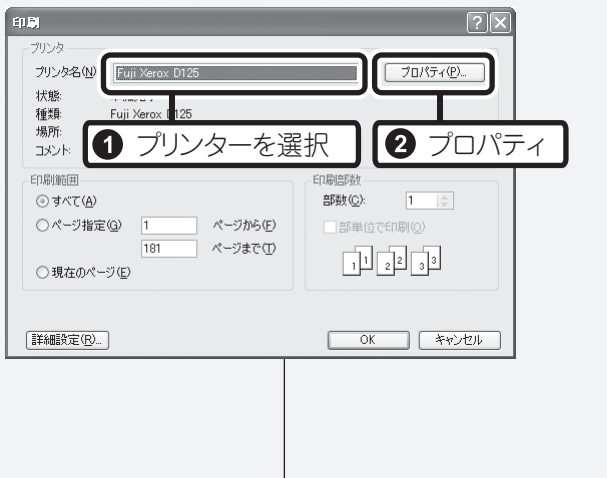 印刷
プリンタ
プリンタ名(N)
Fuji Xerox D125
プロパティ(P)...
状態:
種類:
Fuji Xerox D125
場所:
コメント:
1 プリンターを選択
2 プロパティ
印刷範囲
すべて(A)
ページ指定(G) 1 ページから(F)
181 ページまで(T)
現在のページ(E)
印刷部数
部数(C): 1
部単位で印刷(O)
1 1 2 2 3 3
詳細設定(R)...
OK
キャンセル